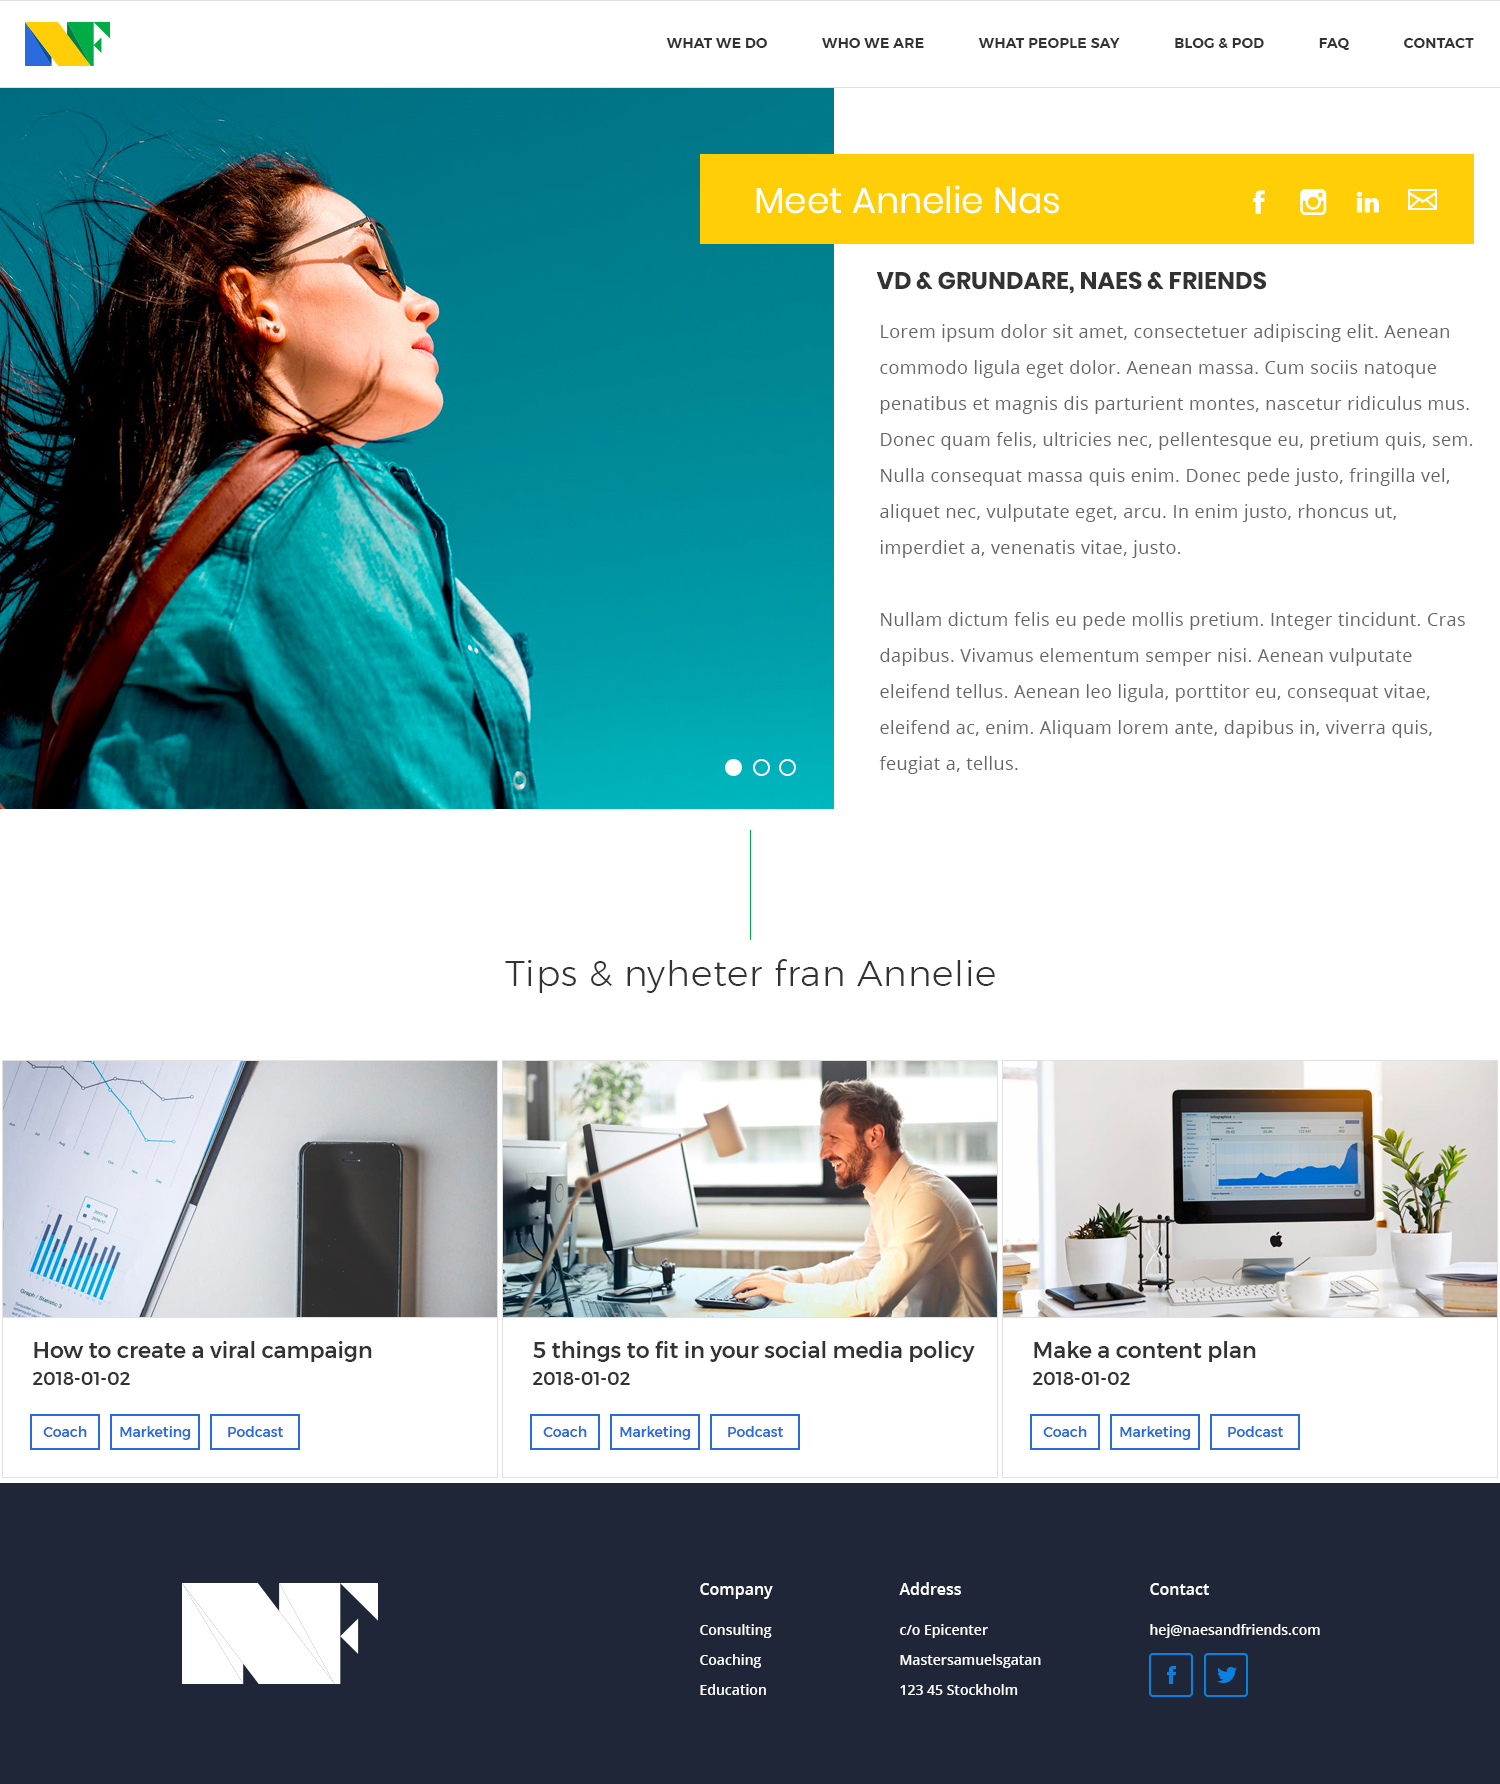 NF
WHAT WE DO
WHO WE ARE
WHAT PEOPLE SAY
BLOG & POD
FAQ
CONTACT
Meet Annelie Nas
VD & GRUNDARE, NAES & FRIENDS
Lorem ipsum dolor sit amet, consectetuer adipiscing elit. Aenean
commodo ligula eget dolor. Aenean massa. Cum sociis natoque
penatibus et magnis dis parturient montes, nascetur ridiculus mus.
Donec quam felis, ultricies nec, pellentesque eu, pretium quis, sem.
Nulla consequat massa quis enim. Donec pede justo, fringilla vel,
aliquet nec, vulputate eget, arcu. In enim justo, rhoncus ut,
imperdiet a, venenatis vitae, justo.
Nullam dictum felis eu pede mollis pretium. Integer tincidunt. Cras
dapibus. Vivamus elementum semper nisi. Aenean vulputate
eleifend tellus. Aenean leo ligula, porttitor eu, consequat vitae,
eleifend ac, enim. Aliquam lorem ante, dapibus in, viverra quis,
feugiat a, tellus.
Tips & nyheter fran Annelie
Graph / Statistic 3
How to create a viral campaign
2018-01-02
Coach
Marketing
Podcast
5 things to fit in your social media policy
2018-01-02
Coach
Marketing
Podcast
Make a content plan
2018-01-02
Coach
Marketing
Podcast
NF
Company
Consulting
Coaching
Education
Address
c/o Epicenter
Mastersamuelsgatan
123 45 Stockholm
Contact
hej@naesandfriends.com